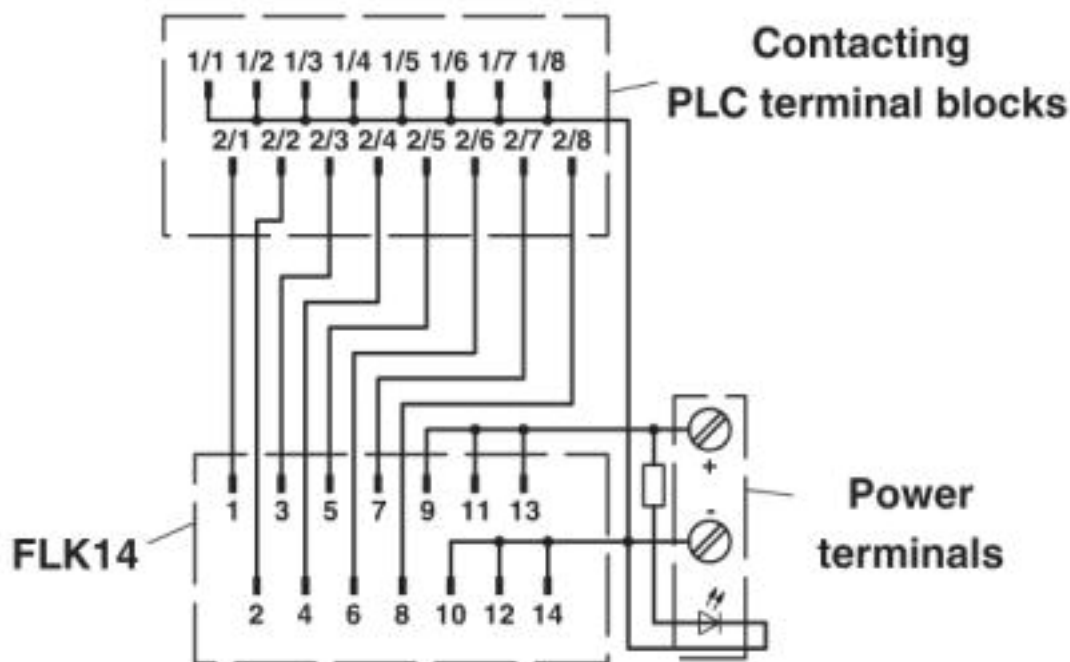 1/1 1/2 1/3 1/4 1/5 1/6 1/7 1/8
Contacting
PLC terminal blocks
2/1 2/2 2/3 2/4 2/5 2/6 2/7 2/8
+
-
Power
terminals
1 3 5 7 9 11 13
FLK14
2 4 6 8 10 12 14